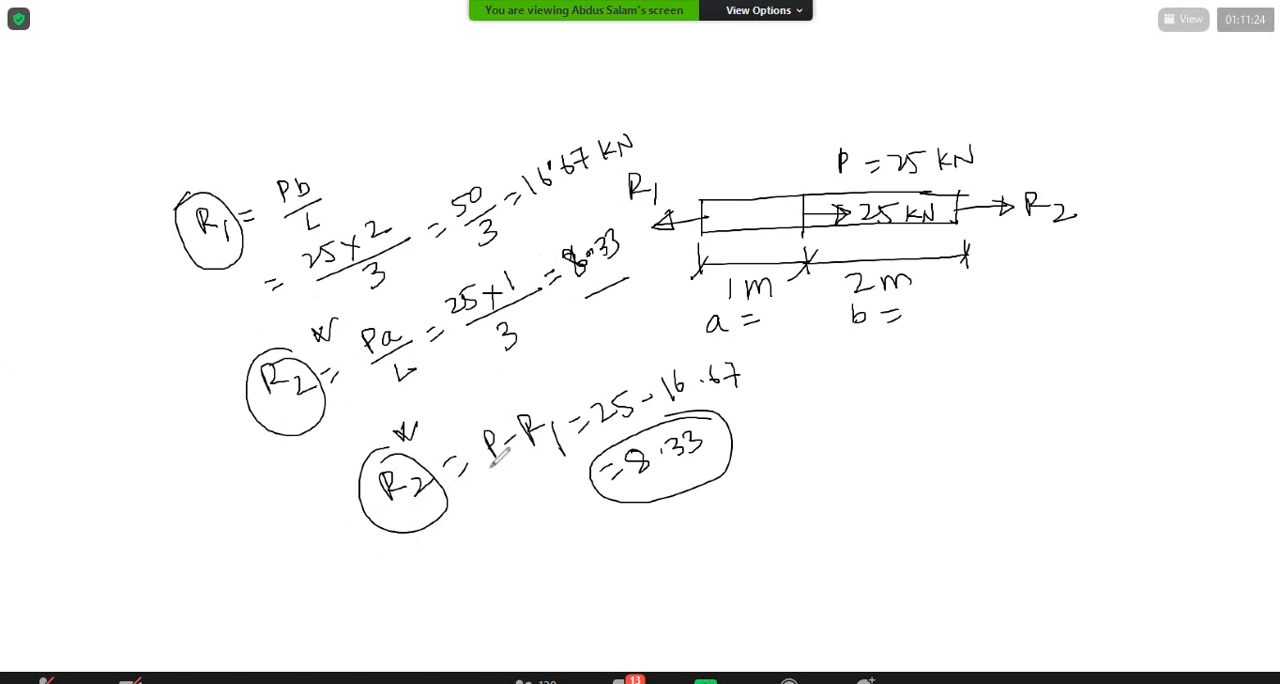 You are viewing Abdus Salam's screen
View Options
View
01:11:24
R1 = Pb/L
= 25×2/3 = 50/3 = 16.67 KN
R2 = Pa/L = 25×1/3 = 8.33
R2 = P-R1 = 25-16.67
= 8.33
P = 25 KN
R1
25 KN
R2
1 m
2 m
a =
b =
13